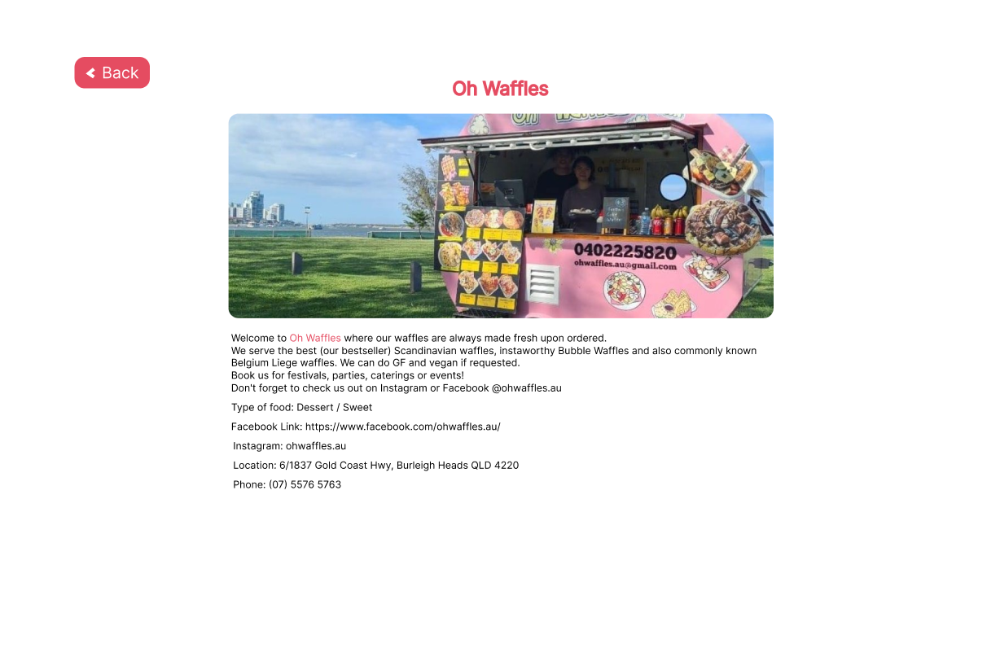 Back
Oh Waffles
Oh Waffles
0402225820
ohwaffles.au@gmail.com
Welcome to Oh Waffles where our waffles are always made fresh upon ordered.
We serve the best (our bestseller) Scandinavian waffles, instaworthy Bubble Waffles and also commonly known
Belgium Liege waffles. We can do GF and vegan if requested.
Book us for festivals, parties, caterings or events!
Don't forget to check us out on Instagram or Facebook @ohwaffles.au
Type of food: Dessert / Sweet
Facebook Link: https://www.facebook.com/ohwaffles.au/
Instagram: ohwaffles.au
Location: 6/1837 Gold Coast Hwy, Burleigh Heads QLD 4220
Phone: (07) 5576 5763